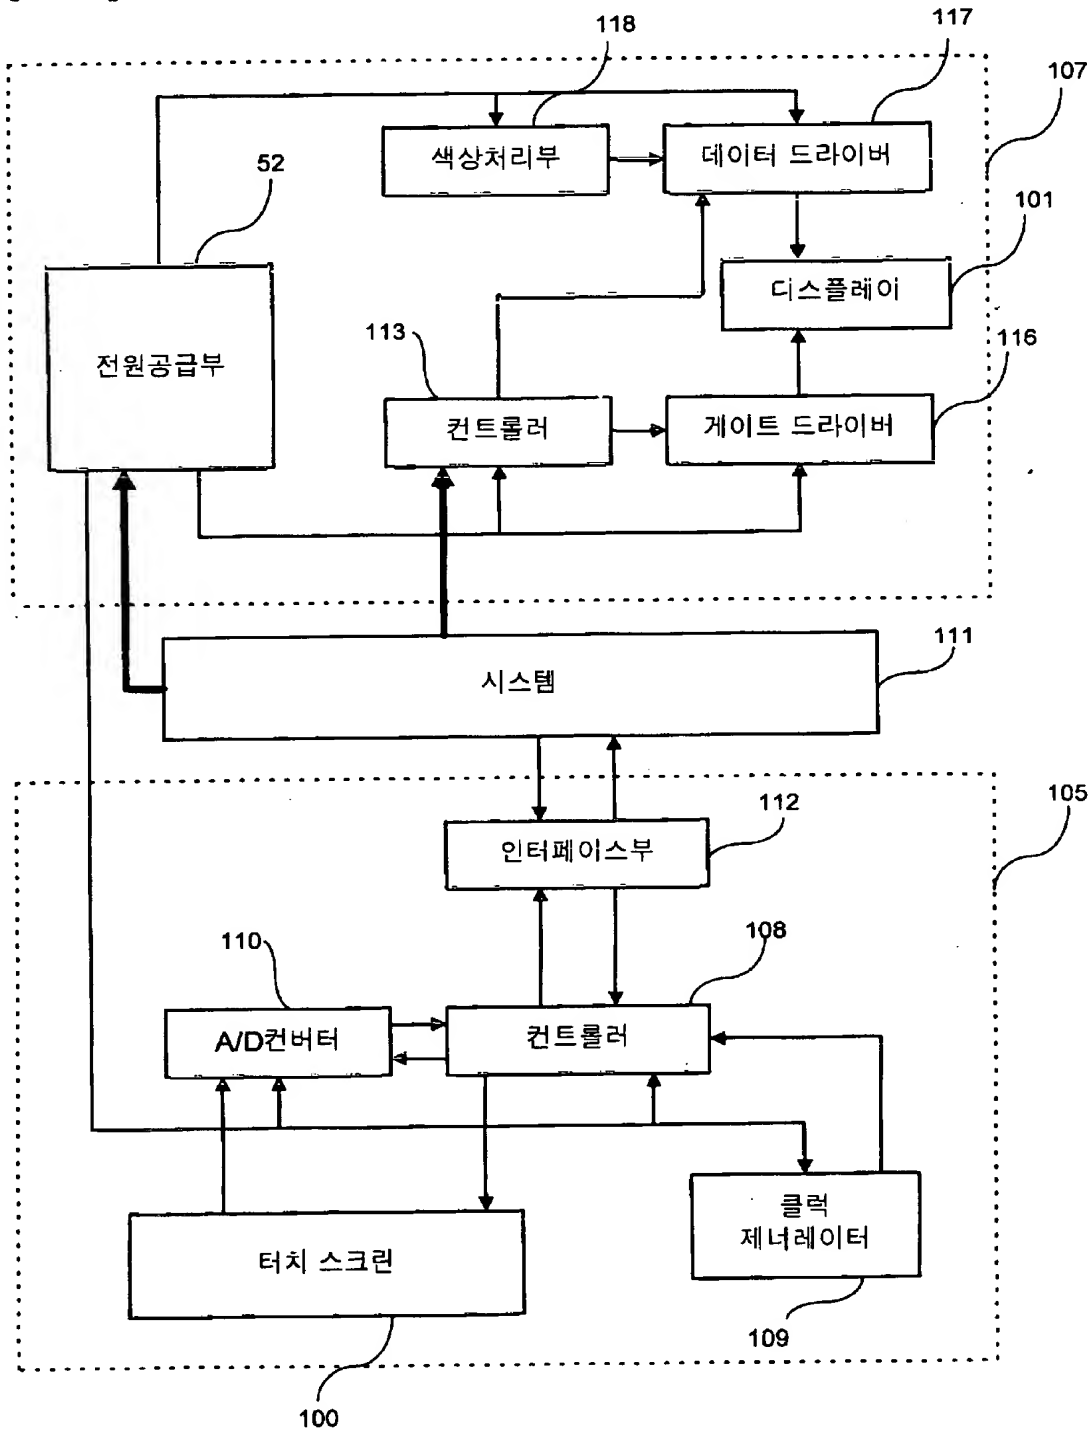 118
117
107
색상처리부
데이터 드라이버
52
101
디스플레이
전원공급부
113
116
컨트롤러
게이트 드라이버
시스템
111
105
112
인터페이스부
110
108
A/D컨버터
컨트롤러
클럭
제너레이터
터치 스크린
109
100